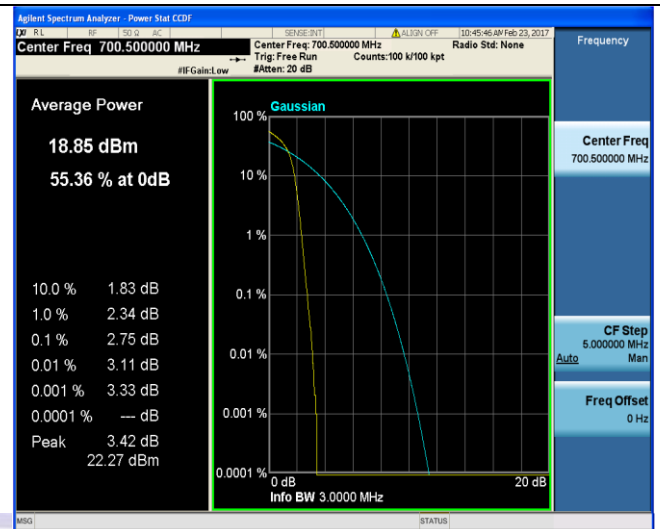 Agilent Spectrum Analyzer - Power Stat CCDF
RL RF 50 Ω AC SENSE:INT ALIGN OFF 10:45:46 AM Feb 23, 2017
Center Freq 700.500000 MHz
Center Freq: 700.500000 MHz Radio Std: None
Trig: Free Run Counts:100 k/100 kpt
#IFGain:Low #Atten: 20 dB
Frequency
Average Power
18.85 dBm
55.36 % at 0dB
10.0 % 1.83 dB
1.0 % 2.34 dB
0.1 % 2.75 dB
0.01 % 3.11 dB
0.001 % 3.33 dB
0.0001 % --- dB
Peak 3.42 dB
22.27 dBm
Gaussian
100 %
10 %
1 %
0.1 %
0.01 %
0.001 %
0.0001 %
0 dB 20 dB
Info BW 3.0000 MHz
Center Freq
700.500000 MHz
CF Step
5.000000 MHz
Auto Man
Freq Offset
0 Hz
MSG STATUS